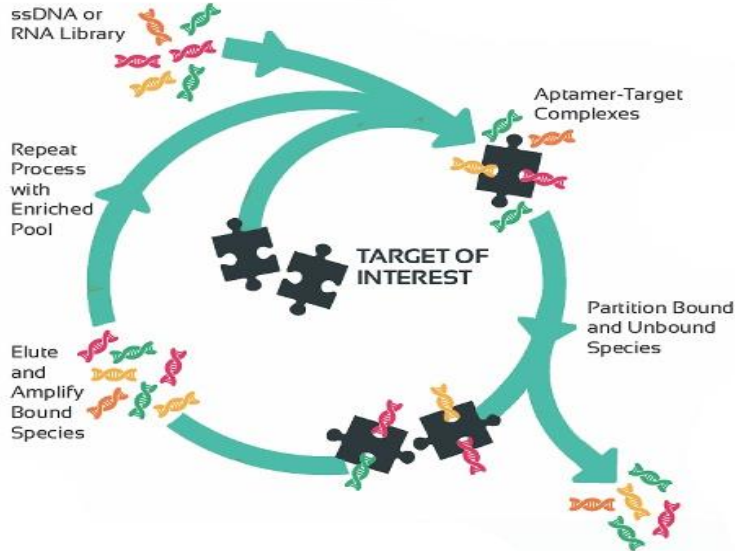 ssDNA or
RNA Library
Aptamer-Target
Complexes
Repeat
Process
with
Enriched
Pool
TARGET OF
INTEREST
Partition Bound
and Unbound
Species
Elute
and
Amplify
Bound
Species